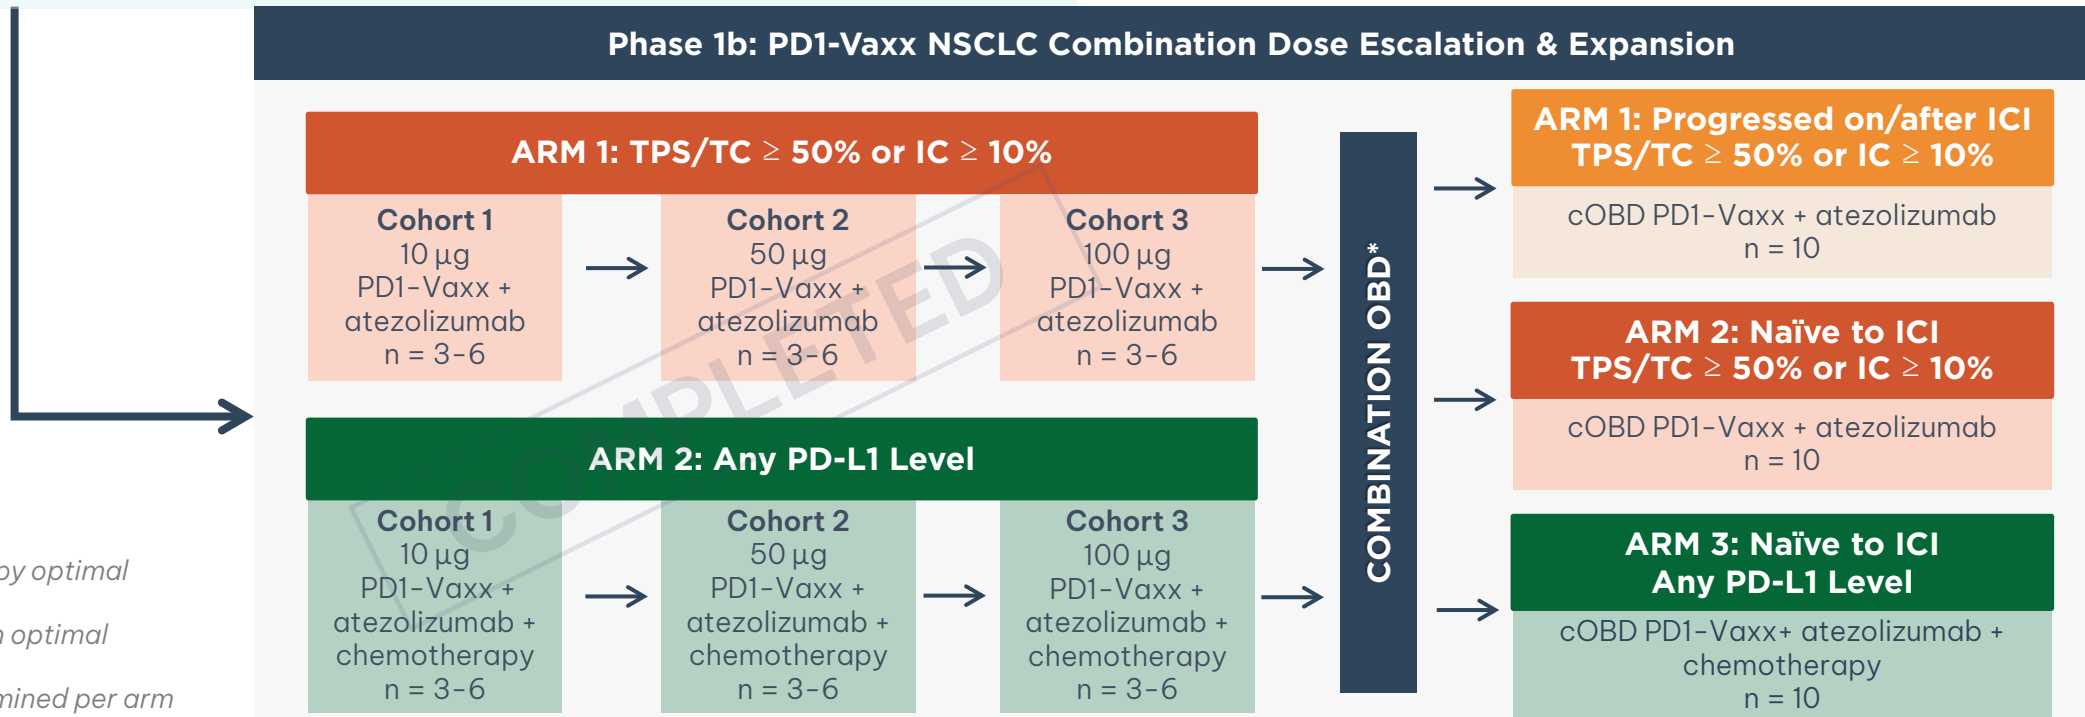 Phase 1b: PD1-Vaxx NSCLC Combination Dose Escalation & Expansion
ARM 1: TPS/TC ≥ 50% or IC ≥ 10%
Cohort 1
10 µg
PD1-Vaxx +
atezolizumab
n = 3-6
Cohort 2
50 µg
PD1-Vaxx +
atezolizumab
n = 3-6
Cohort 3
100 µg
PD1-Vaxx +
atezolizumab
n = 3-6
ARM 2: Any PD-L1 Level
Cohort 1
10 µg
PD1-Vaxx +
atezolizumab +
chemotherapy
n = 3-6
Cohort 2
50 µg
PD1-Vaxx +
atezolizumab +
chemotherapy
n = 3-6
Cohort 3
100 µg
PD1-Vaxx +
atezolizumab +
chemotherapy
n = 3-6
COMPLETED
COMBINATION OBD*
ARM 1: Progressed on/after ICI
TPS/TC ≥ 50% or IC ≥ 10%
cOBD PD1-Vaxx + atezolizumab
n = 10
ARM 2: Naïve to ICI
TPS/TC ≥ 50% or IC ≥ 10%
cOBD PD1-Vaxx + atezolizumab
n = 10
ARM 3: Naïve to ICI
Any PD-L1 Level
cOBD PD1-Vaxx+ atezolizumab +
chemotherapy
n = 10
by optimal
optimal
per arm